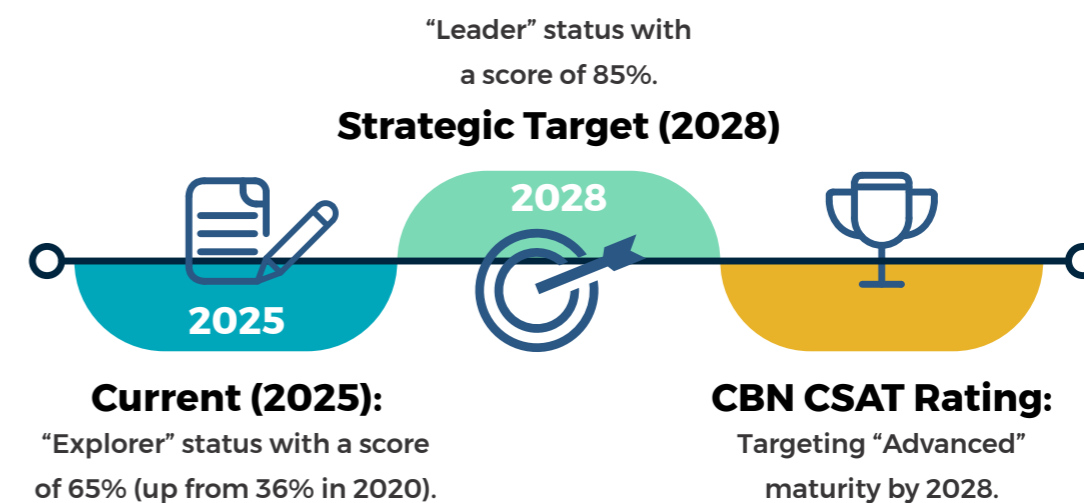 “Leader” status with
a score of 85%.
Strategic Target (2028)
2028
2025
Current (2025):
“Explorer” status with a score
of 65% (up from 36% in 2020).
CBN CSAT Rating:
Targeting “Advanced”
maturity by 2028.